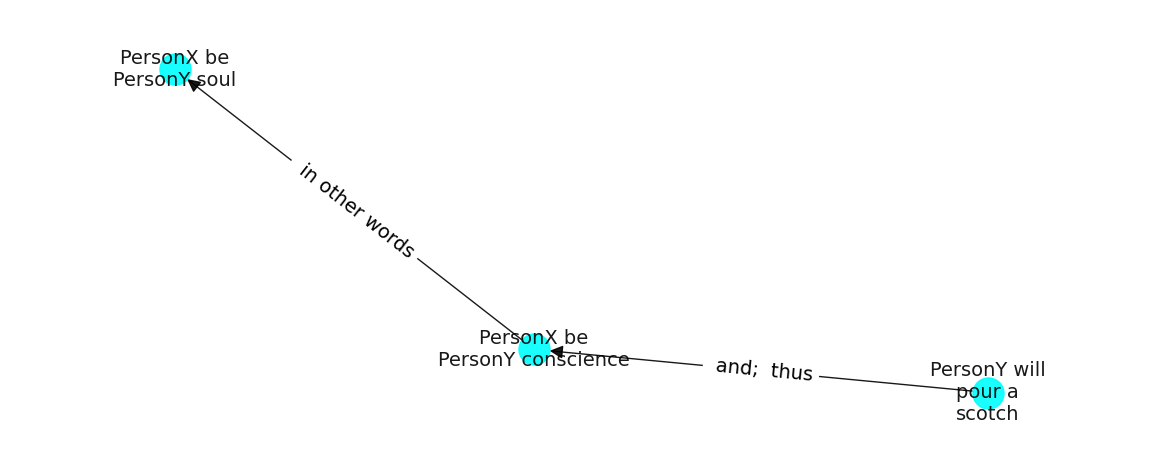 PersonX be
PersonY soul
in other words
PersonX be
PersonY conscience
and;  thus
PersonY will
pour a
scotch